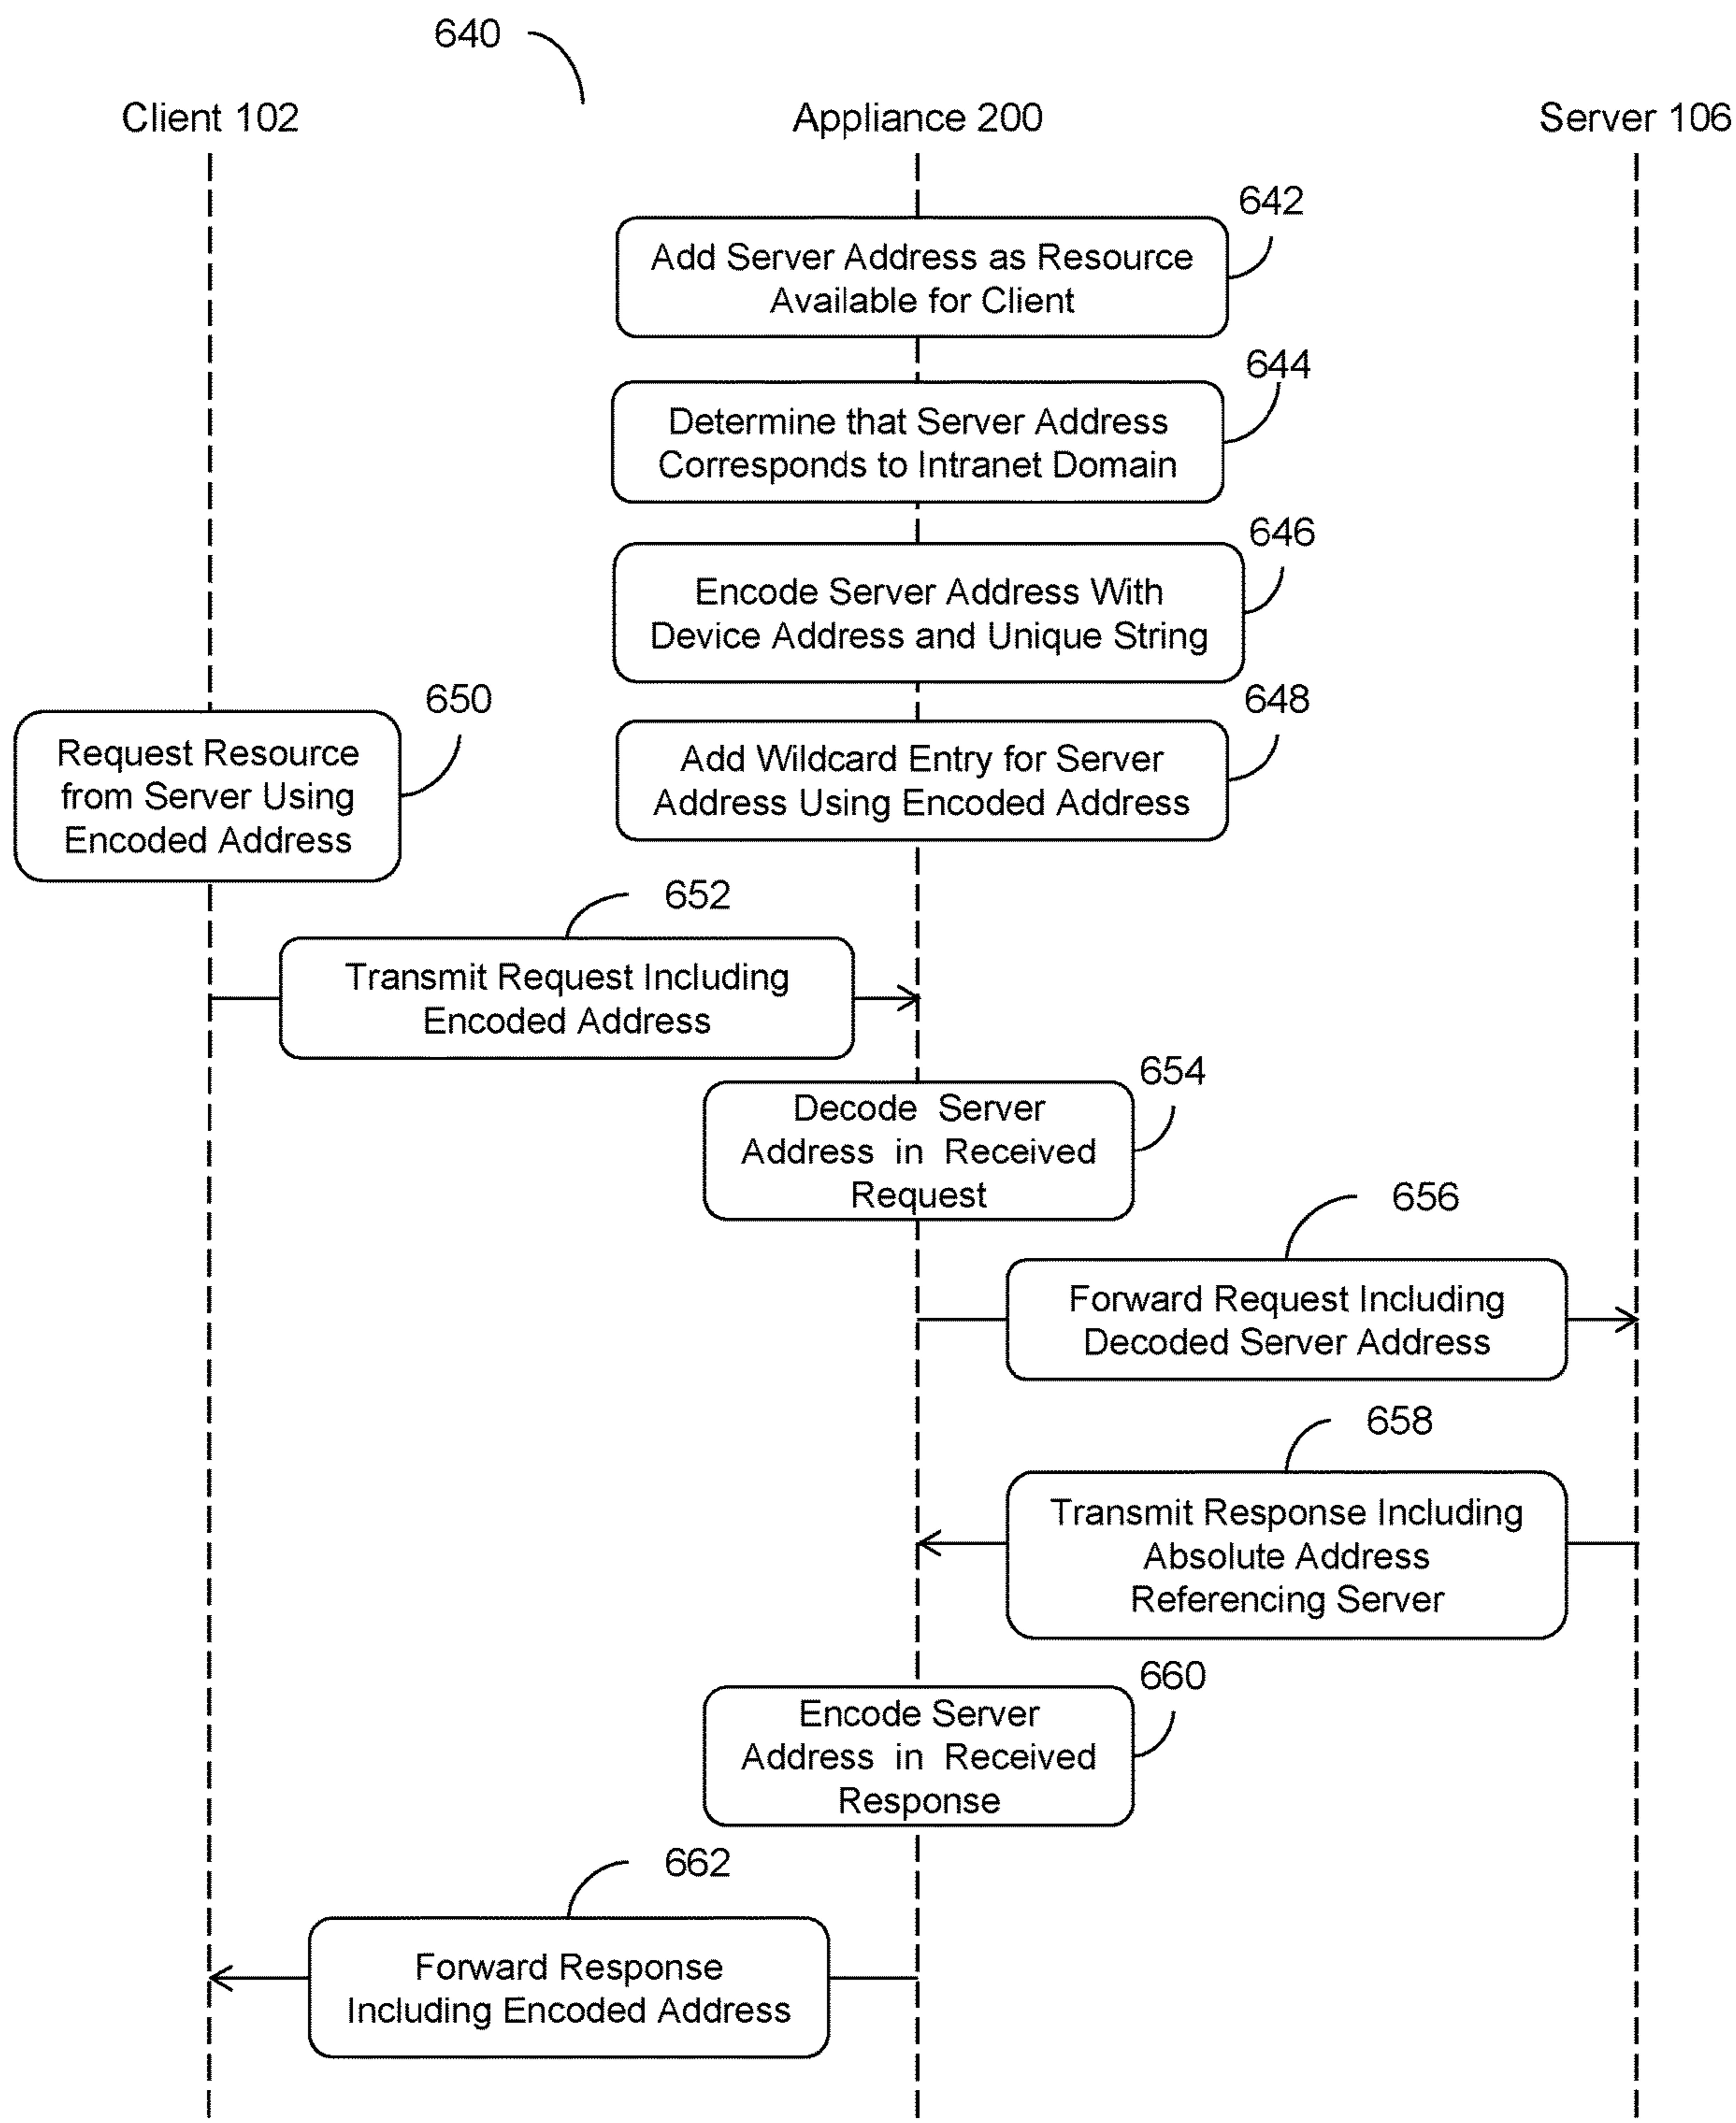 640
Client 102
Appliance 200
Server 106
642
Add Server Address as Resource
Available for Client
644
Determine that Server Address
Corresponds to Intranet Domain
646
Encode Server Address With
Device Address and Unique String
650
Request Resource
from Server Using
Encoded Address
648
Add Wildcard Entry for Server
Address Using Encoded Address
652
Transmit Request Including
Encoded Address
654
Decode Server
Address in Received
Request
656
Forward Request Including
Decoded Server Address
658
Transmit Response Including
Absolute Address
Referencing Server
660
Encode Server
Address in Received
Response
662
Forward Response
Including Encoded Address